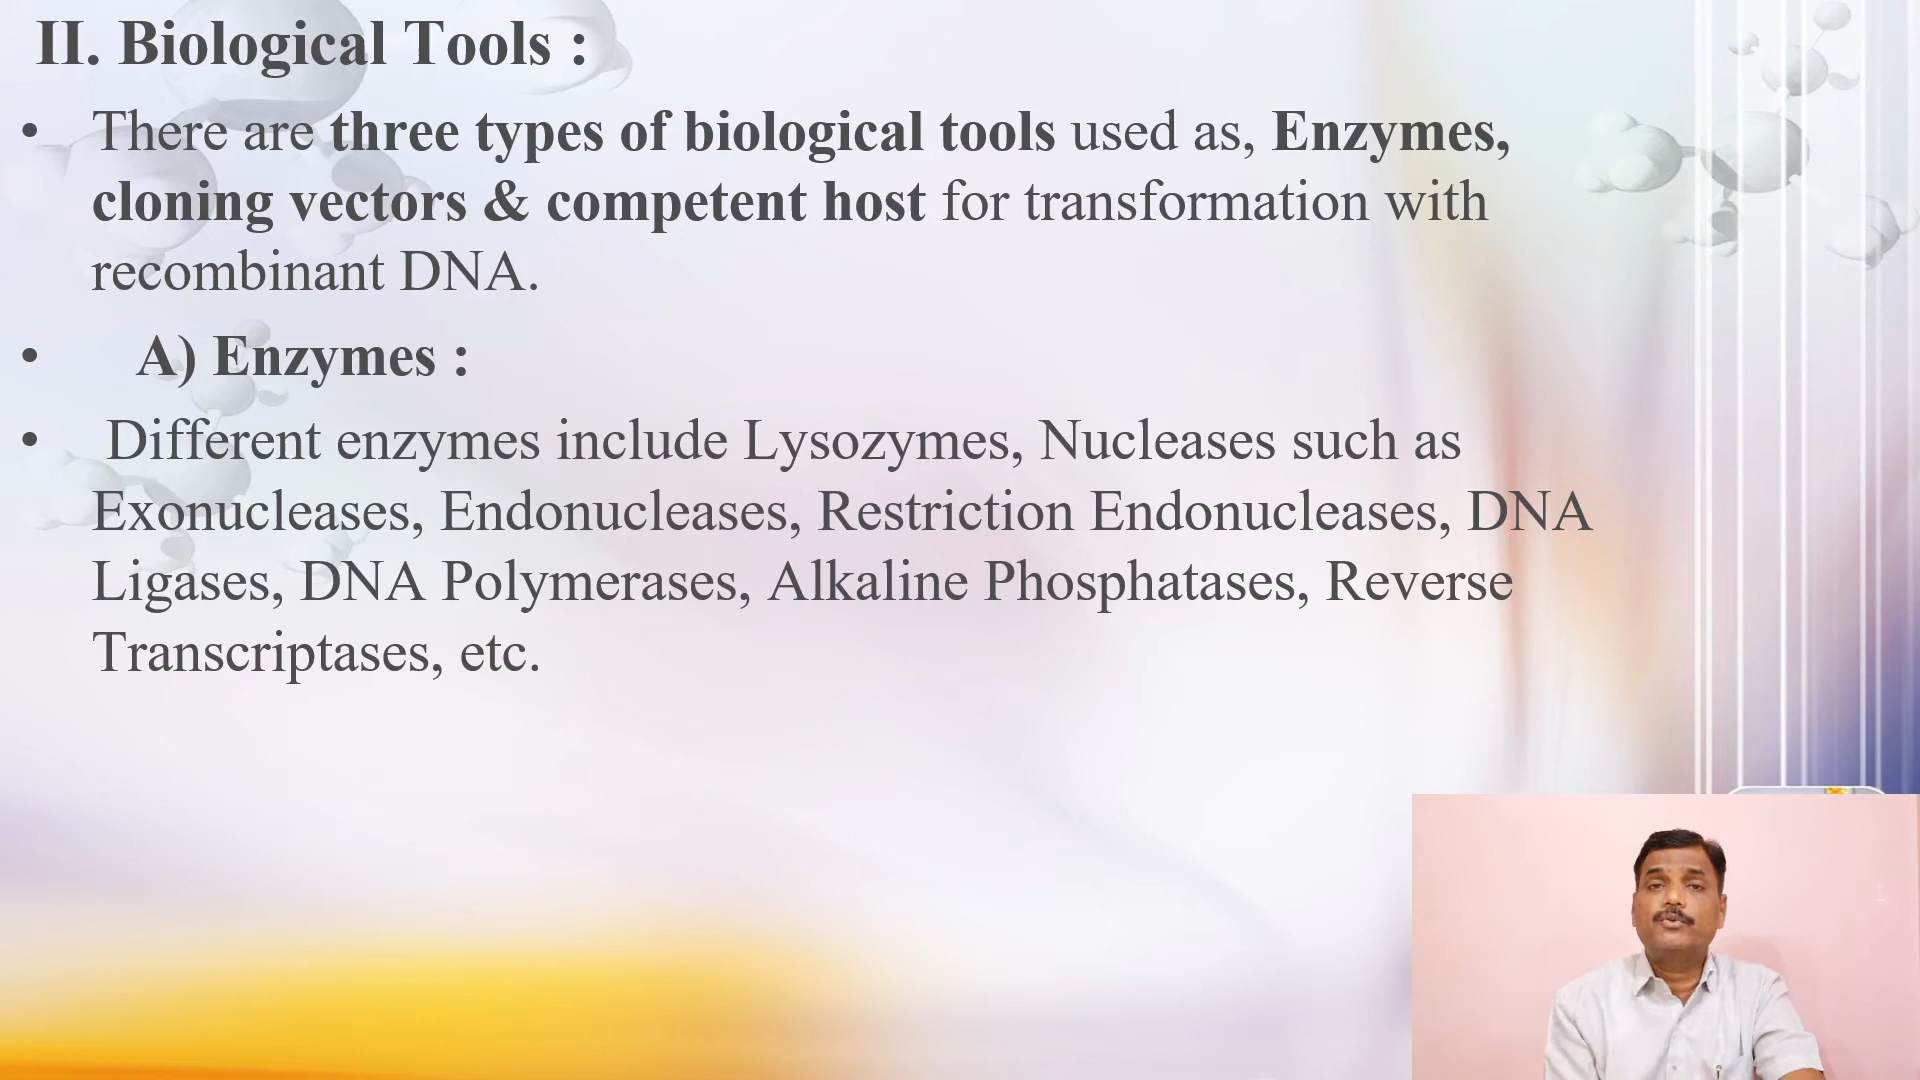 II. Biological Tools :
• There are three types of biological tools used as, Enzymes,
cloning vectors & competent host for transformation with
recombinant DNA.
• A) Enzymes :
• Different enzymes include Lysozymes, Nucleases such as
Exonucleases, Endonucleases, Restriction Endonucleases, DNA
Ligases, DNA Polymerases, Alkaline Phosphatases, Reverse
Transcriptases, etc.